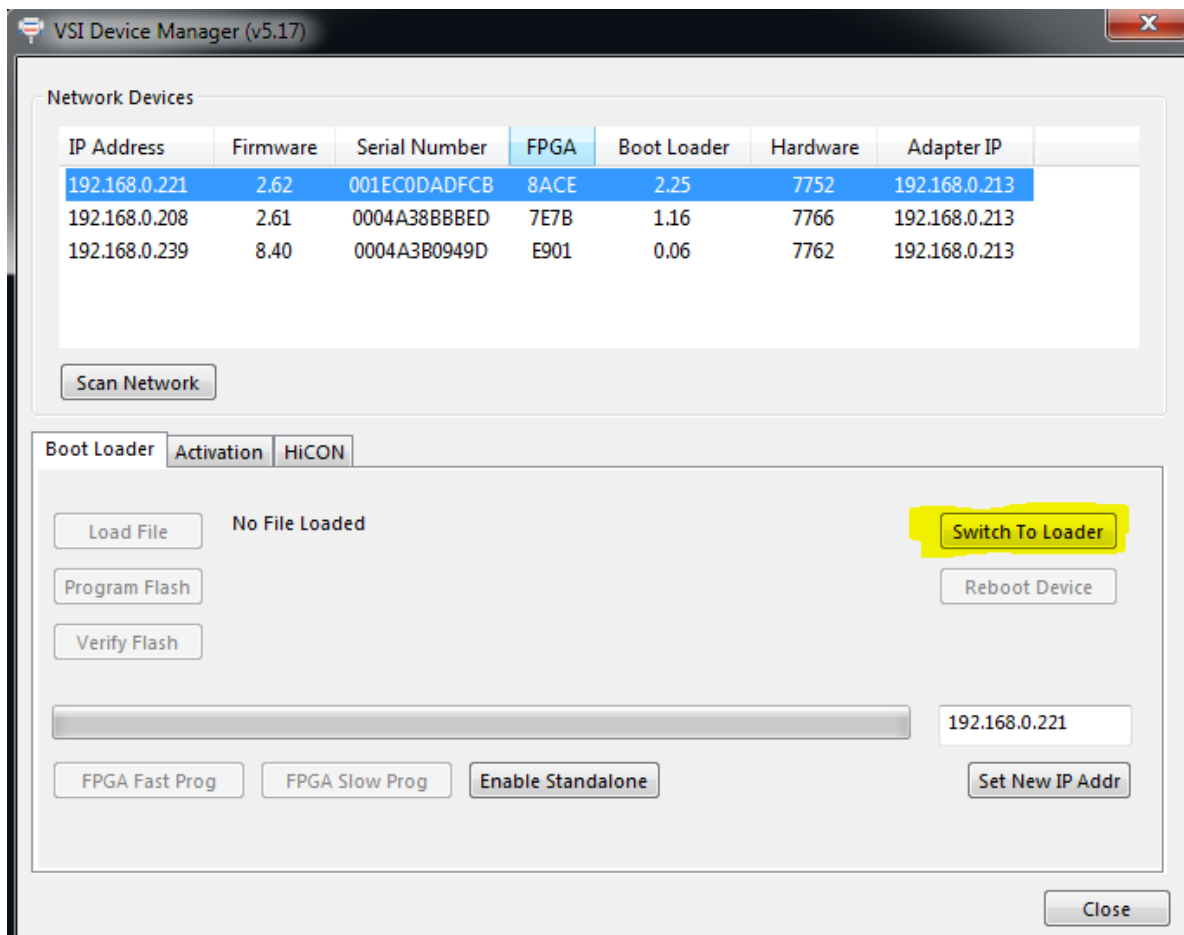 VSI Device Manager (v5.17)
x
Network Devices
IP Address Firmware Serial Number FPGA Boot Loader Hardware Adapter IP
192.168.0.221 2.62 001EC0DADFCB 8ACE 2.25 7752 192.168.0.213
192.168.0.208 2.61 0004A38BBBED 7E7B 1.16 7766 192.168.0.213
192.168.0.239 8.40 0004A3B0949D E901 0.06 7762 192.168.0.213
Scan Network
Boot Loader Activation HiCON
Load File No File Loaded Switch To Loader
Program Flash Reboot Device
Verify Flash
192.168.0.221
FPGA Fast Prog FPGA Slow Prog Enable Standalone Set New IP Addr
Close